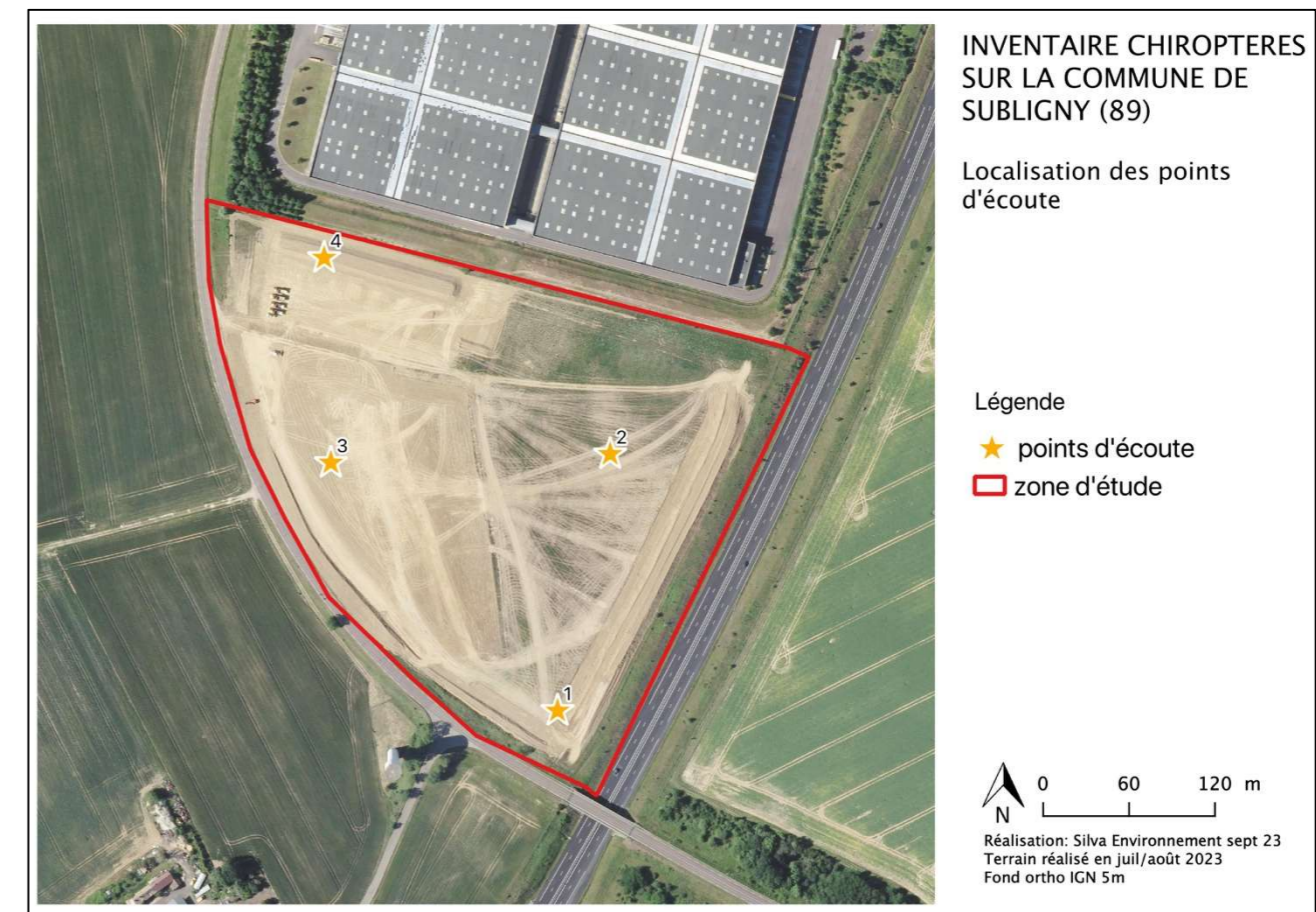 INVENTAIRE CHIROPTERES
SUR LA COMMUNE DE
SUBLIGNY (89)
Localisation des points
d'écoute
4
3
2
1
Légende
points d'écoute
zone d'étude
N
0 60 120 m
Réalisation: Silva Environnement sept 23
Terrain réalisé en juil/août 2023
Fond ortho IGN 5m